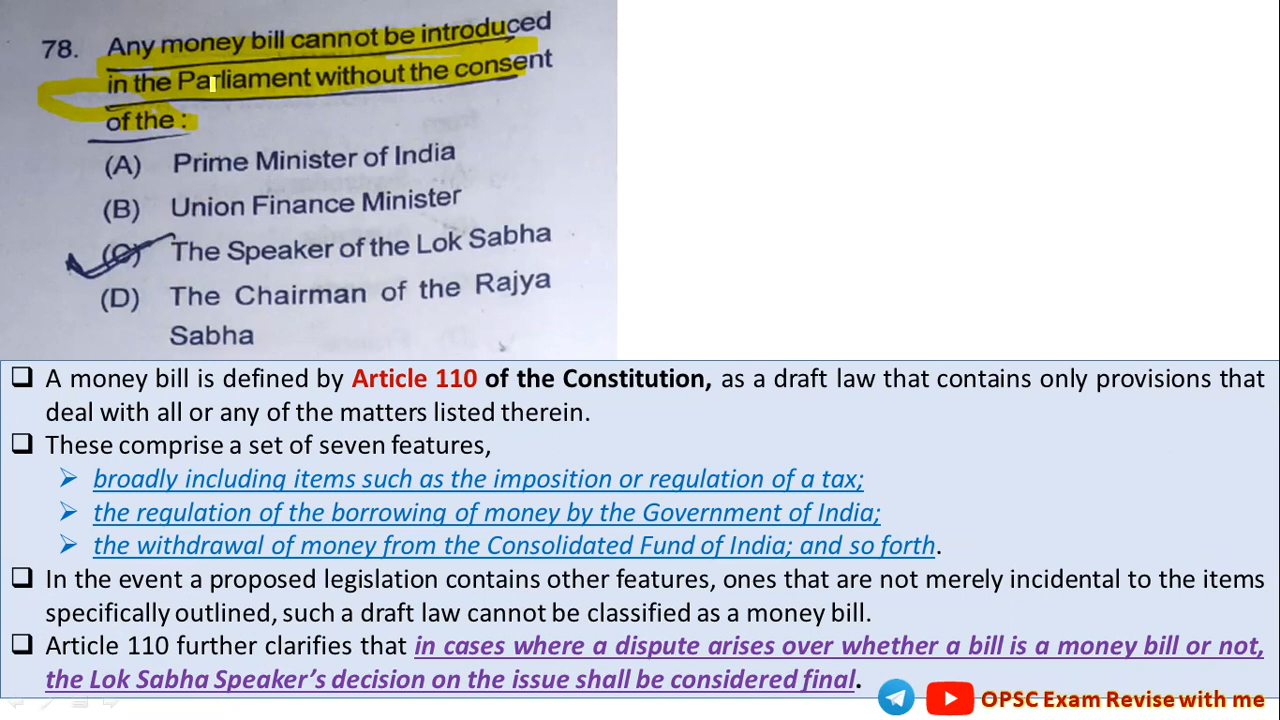 78. Any money bill cannot be introduced
in the Parliament without the consent
of the :
(A) Prime Minister of India
(B) Union Finance Minister
(C) The Speaker of the Lok Sabha
(D) The Chairman of the Rajya
Sabha
❑ A money bill is defined by Article 110 of the Constitution, as a draft law that contains only provisions that
deal with all or any of the matters listed therein.
❑ These comprise a set of seven features,
➢ broadly including items such as the imposition or regulation of a tax;
➢ the regulation of the borrowing of money by the Government of India;
➢ the withdrawal of money from the Consolidated Fund of India; and so forth.
❑ In the event a proposed legislation contains other features, ones that are not merely incidental to the items
specifically outlined, such a draft law cannot be classified as a money bill.
❑ Article 110 further clarifies that in cases where a dispute arises over whether a bill is a money bill or not,
the Lok Sabha Speaker's decision on the issue shall be considered final.
OPSC Exam Revise with me